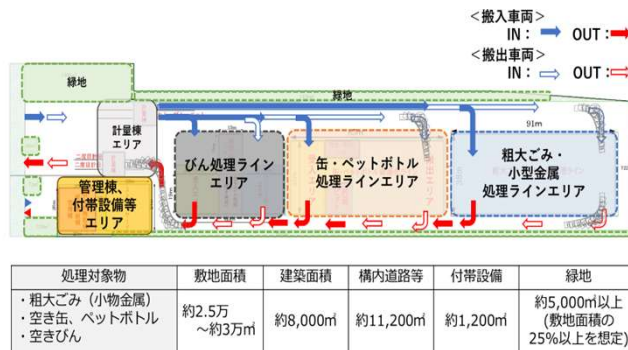 <搬入車両>
IN： OUT：
<搬出車両>
IN： OUT：
緑地
緑地
計量棟
エリア
91m
びん処理ライン
エリア
缶・ペットボトル
処理ラインエリア
粗大ごみ・
小型金属
処理ラインエリア
管理棟、
付帯設備等
エリア
処理対象物 敷地面積 建築面積 構内道路等 付帯設備 緑地
・粗大ごみ（小物金属）
・空き缶、ペットボトル
・空きびん
約2.5万
～約3万㎡
約8,000㎡
約11,200㎡
約1,200㎡
約5,000㎡以上
(敷地面積の
25%以上を想定)